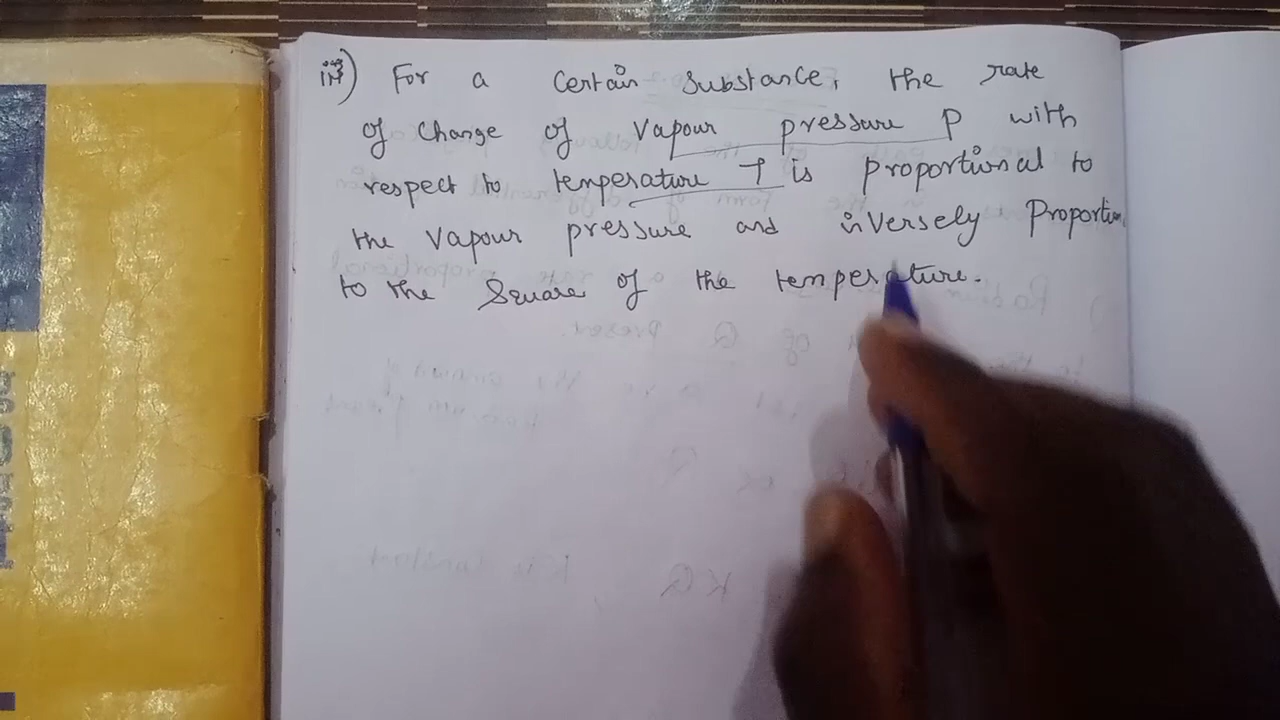 iii) For a certain substance, the rate
of change of vapour pressure P with
respect to temperature T is proportional to
the vapour pressure and inversely proportion
to the square of the temperature.